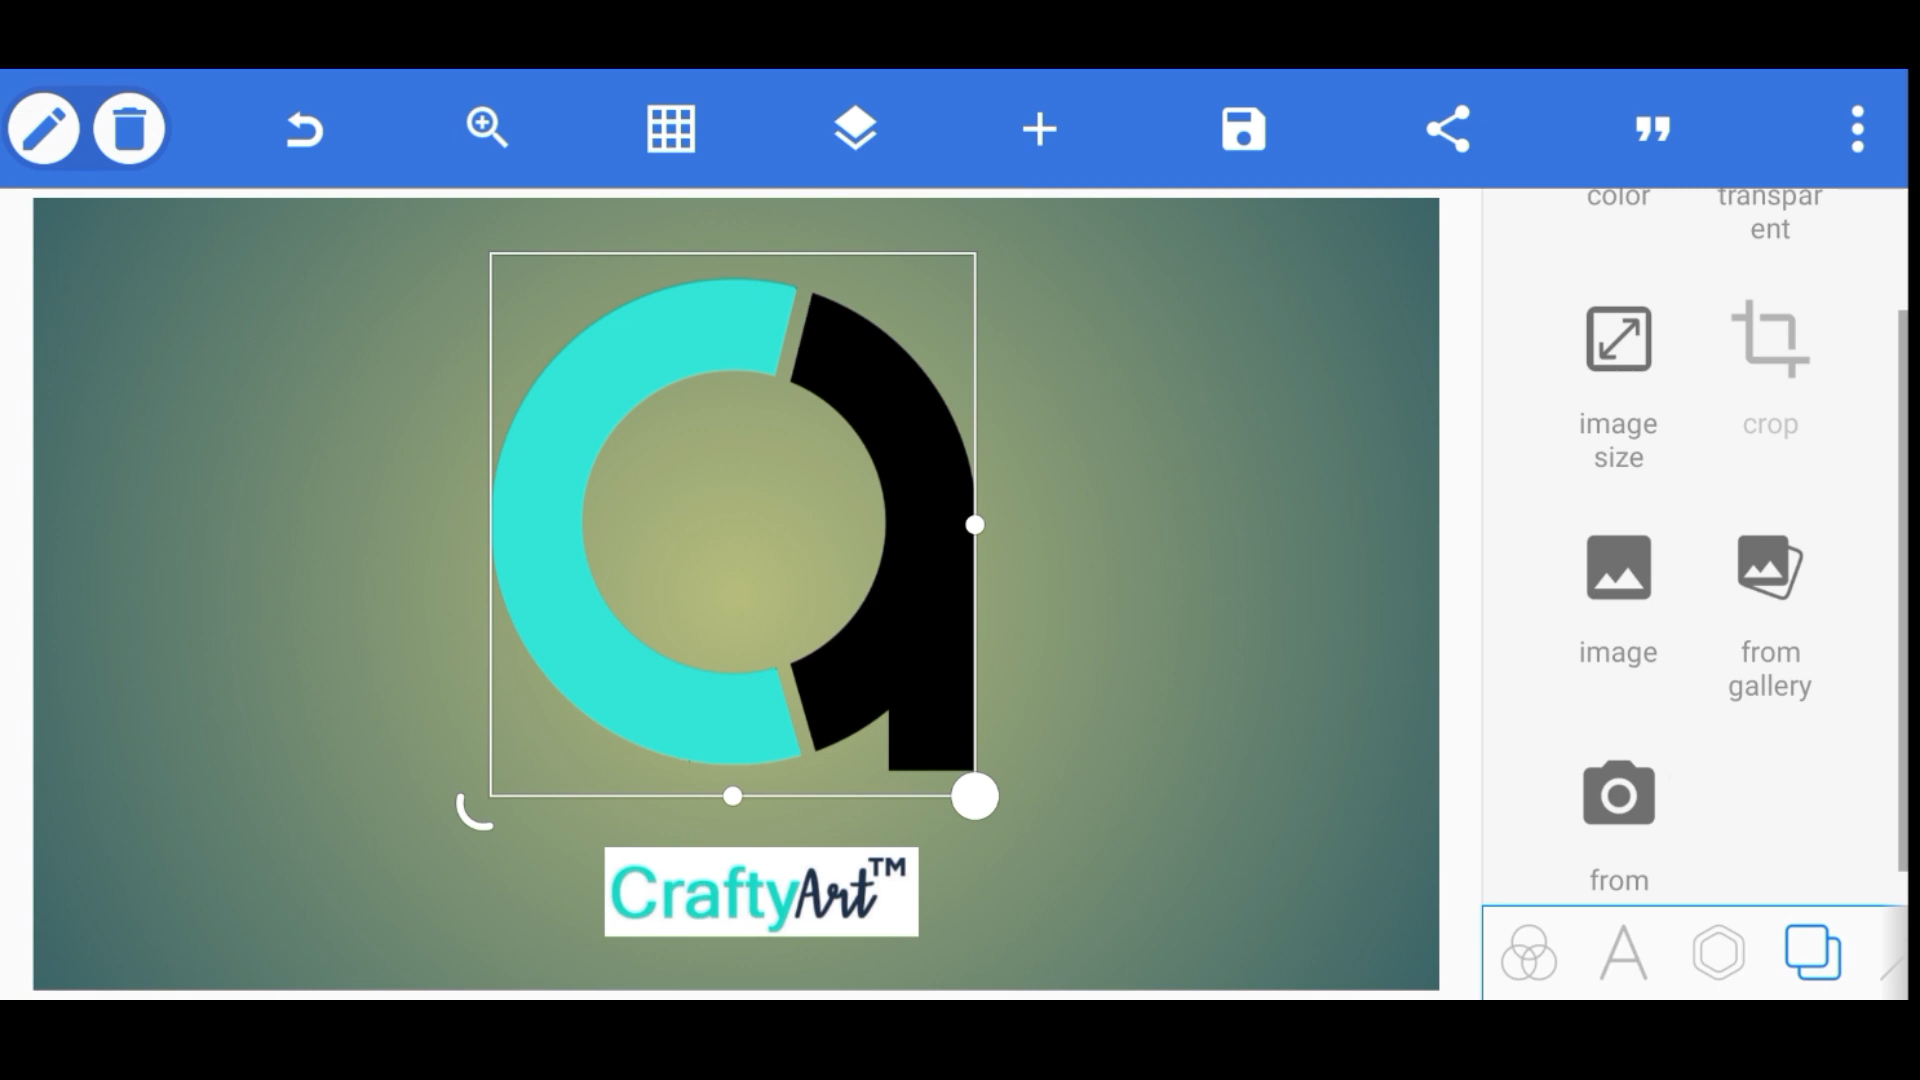 color
transpar
ent
image
size
crop
image
from
gallery
from
CraftyArt™